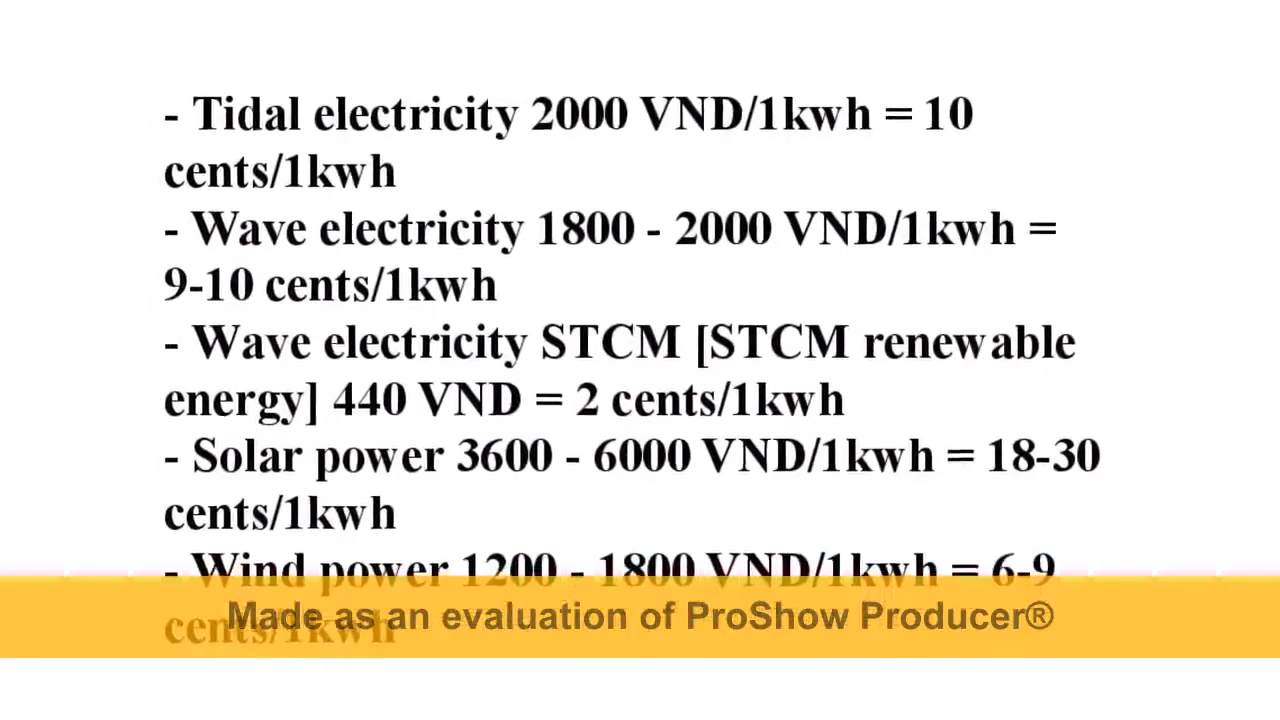 - Tidal electricity 2000 VND/1kwh = 10
cents/1kwh
- Wave electricity 1800 - 2000 VND/1kwh =
9-10 cents/1kwh
- Wave electricity STCM [STCM renewable
energy] 440 VND = 2 cents/1kwh
- Solar power 3600 - 6000 VND/1kwh = 18-30
cents/1kwh
- Wind power 1200 - 1800 VND/1kwh = 6-9
cents/1kwh
Made as an evaluation of ProShow Producer®